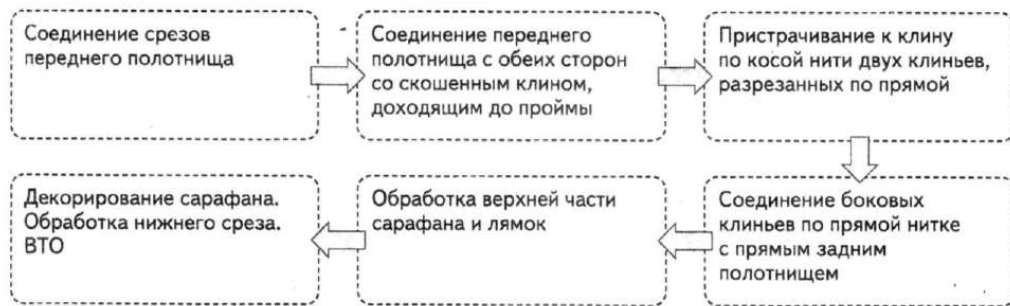 Соединение срезов
переднего полотнища
Соединение переднего
полотнища с обеих сторон
со скошенным клином,
доходящим до проймы
Пристрачивание к клину
по косой нити двух клиньев,
разрезанных по прямой
Соединение боковых
клиньев по прямой нитке
с прямым задним
полотнищем
Обработка верхней части
сарафана и лямок
Декорирование сарафана.
Обработка нижнего среза.
ВТО